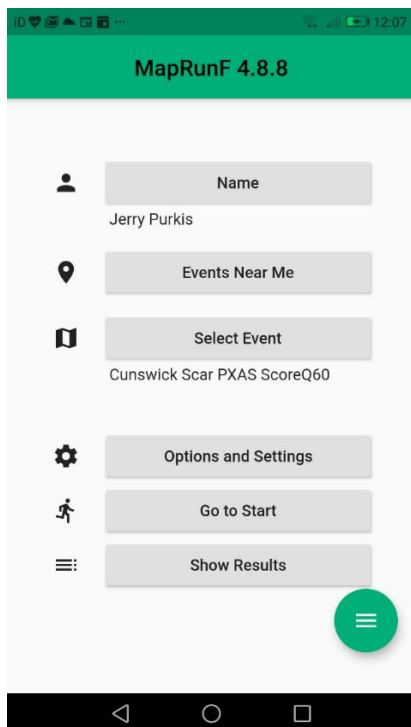 iD ... 12:07
MapRunF 4.8.8
Name
Jerry Purkis
Events Near Me
Select Event
Cunswick Scar PXAS ScoreQ60
Options and Settings
Go to Start
Show Results